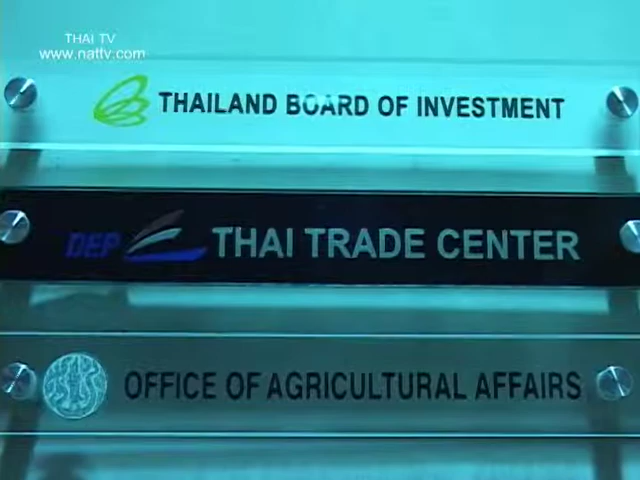 THAI TV
www.nattv.com
THAILAND BOARD OF INVESTMENT
DEP THAI TRADE CENTER
OFFICE OF AGRICULTURAL AFFAIRS